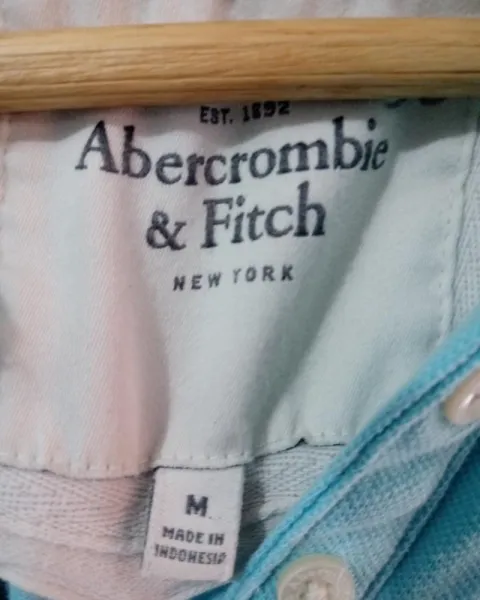 EST. 1892
Abercrombie
& Fitch
NEW YORK
M
MADE IN
INDONESIA